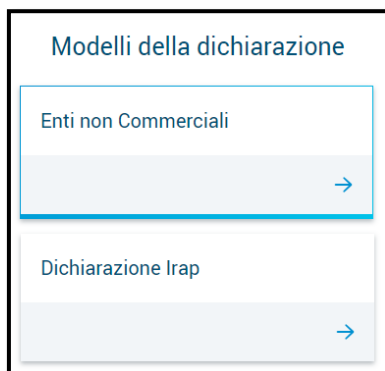 Modelli della dichiarazione
Enti non Commerciali
Dichiarazione Irap